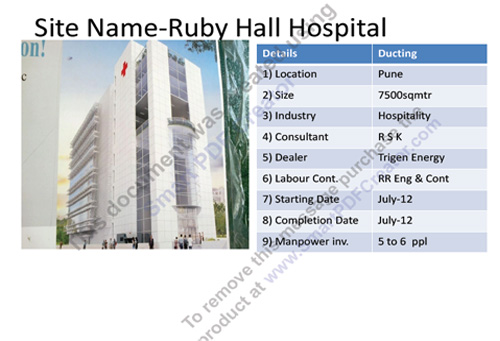 Site Name-Ruby Hall Hospital
on!
c
Details Ducting
1) Location Pune
2) Size 7500sqmtr
3) Industry Hospitality
4) Consultant R S K
5) Dealer Trigen Energy
6) Labour Cont. RR Eng & Cont
7) Starting Date July-12
8) Completion Date July-12
9) Manpower inv. 5 to 6 ppl
This document was created using
SmartPDFCreator
To remove this message purchase the
product at www.SmartPDFCreator.com